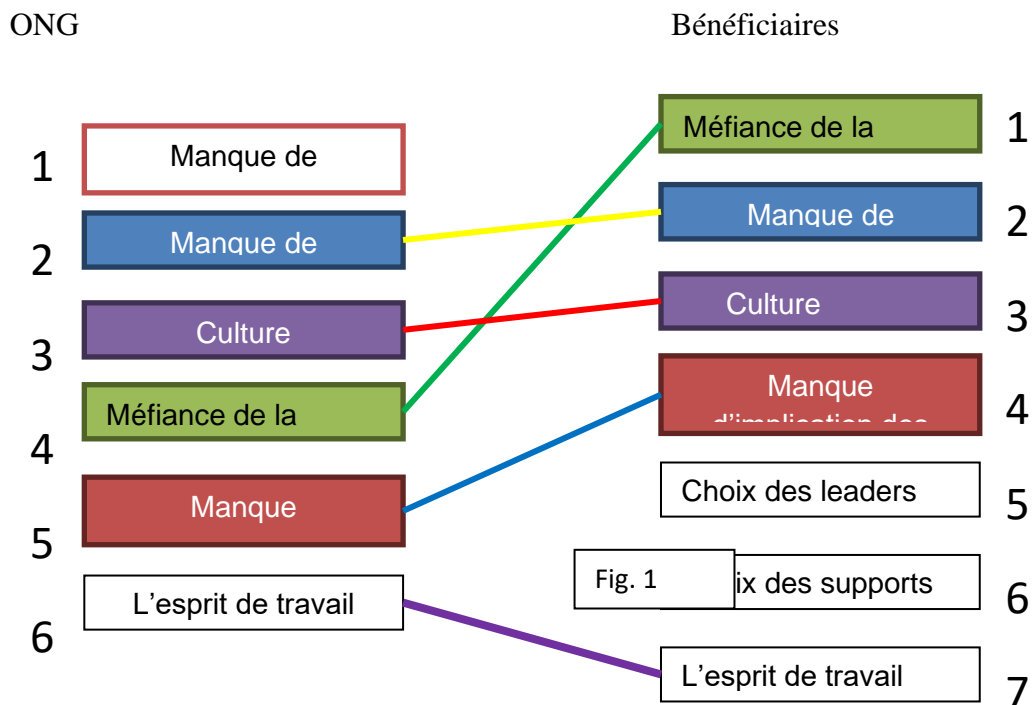 ONG
Bénéficiaires
1
Manque de
2
Manque de
3
Culture
4
Méfiance de la
5
Manque
6
L'esprit de travail
Méfiance de la
1
Manque de
2
Culture
3
Manque
d'implication des
4
Choix des leaders
5
Fig. 1
ix des supports
6
L'esprit de travail
7